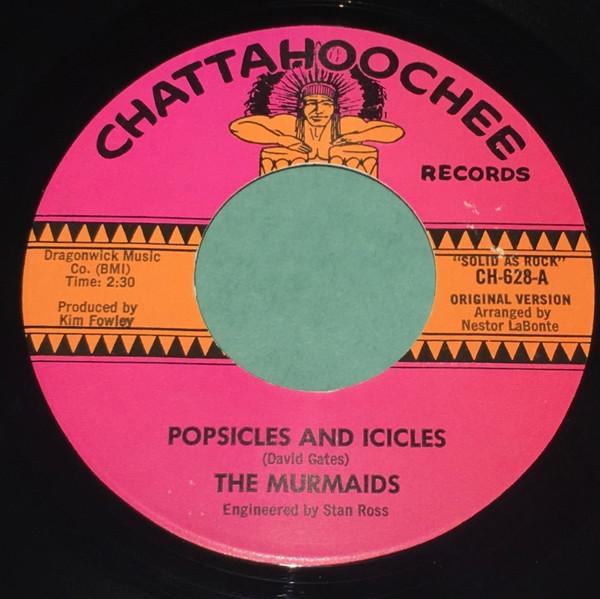 CHATTAHOOCHEE
RECORDS
Dragonwick Music
Co. (BMI)
Time: 2:30
Produced by
Kim Fowley
"SOLID AS ROCK"
CH-628-A
ORIGINAL VERSION
Arranged by
Nestor LaBonte
POPSICLES AND ICICLES
(David Gates)
THE MURMAIDS
Engineered by Stan Ross